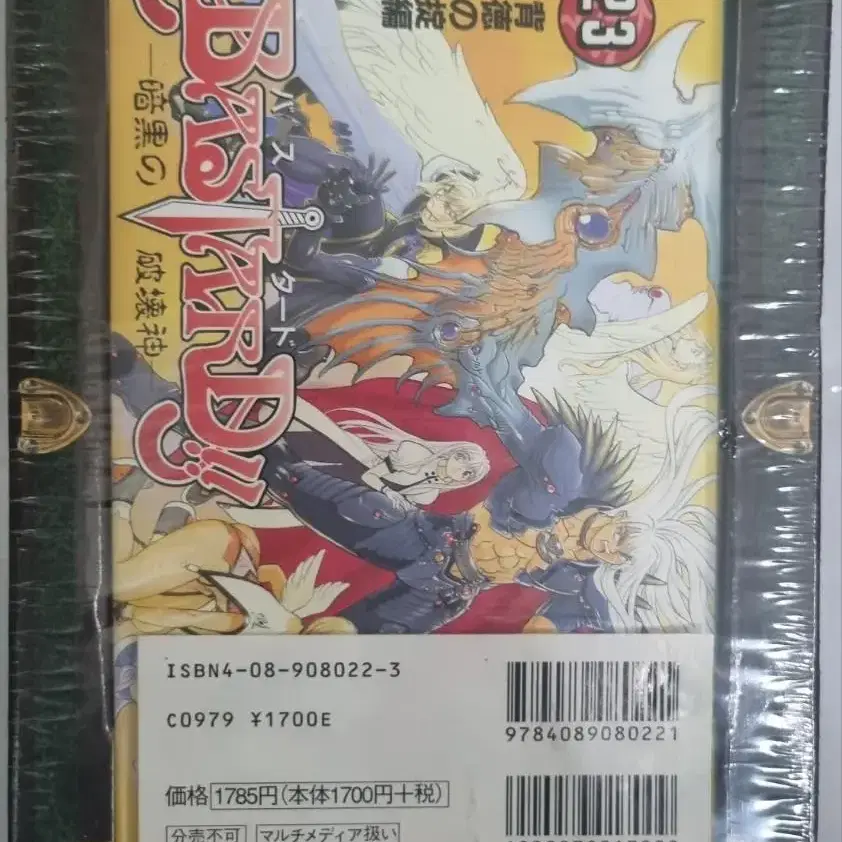 23
背徳の掟編
BASTARD!!
バスタード
―暗黒の破壊神―
ISBN4-08-908022-3
C0979 ¥1700E
9784089080221
価格 1785円(本体1700円+税)
分売不可 マルチメディア扱い